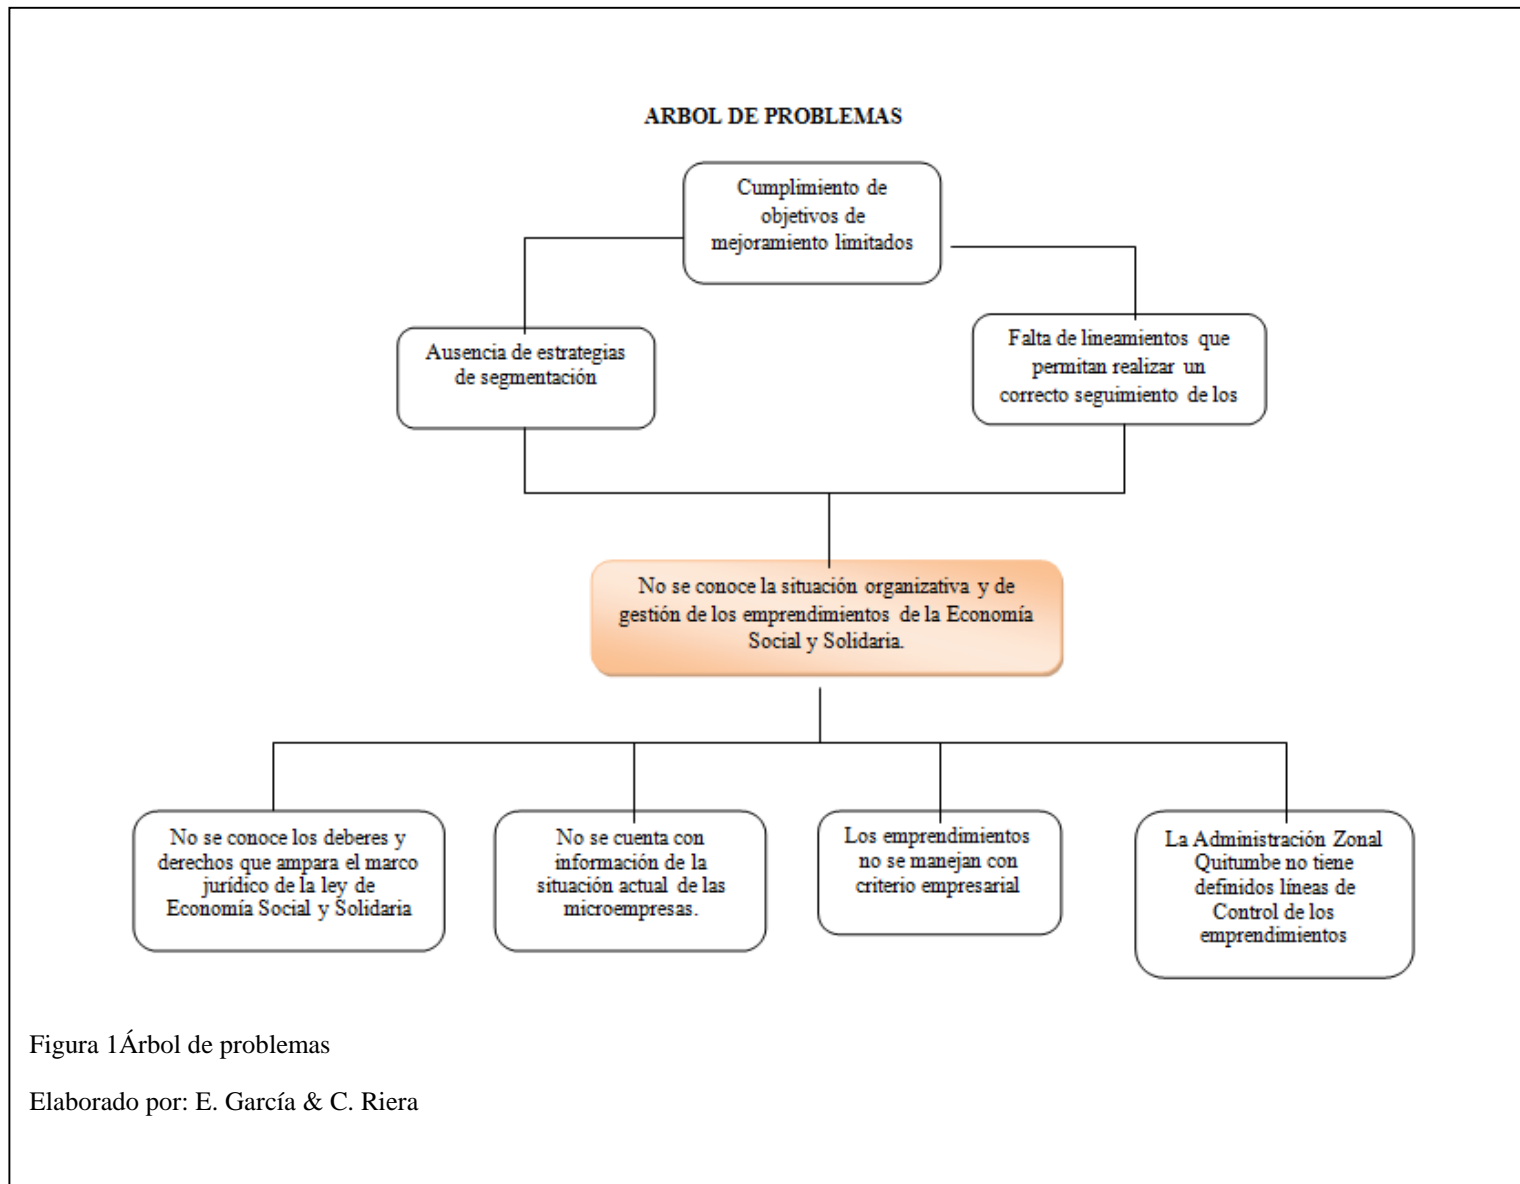 ARBOL DE PROBLEMAS
Cumplimiento de
objetivos de
mejoramiento limitados
Ausencia de estrategias
de segmentación
Falta de lineamientos que
permitan realizar un
correcto seguimiento de los
No se conoce la situación organizativa y de
gestión de los emprendimientos de la Economía
Social y Solidaria.
No se conoce los deberes y
derechos que ampara el marco
jurídico de la ley de
Economía Social y Solidaria
No se cuenta con
información de la
situación actual de las
microempresas.
Los emprendimientos
no se manejan con
criterio empresarial
La Administración Zonal
Quitumbe no tiene
definidos líneas de
Control de los
emprendimientos
Figura 1Árbol de problemas
Elaborado por: E. García & C. Riera